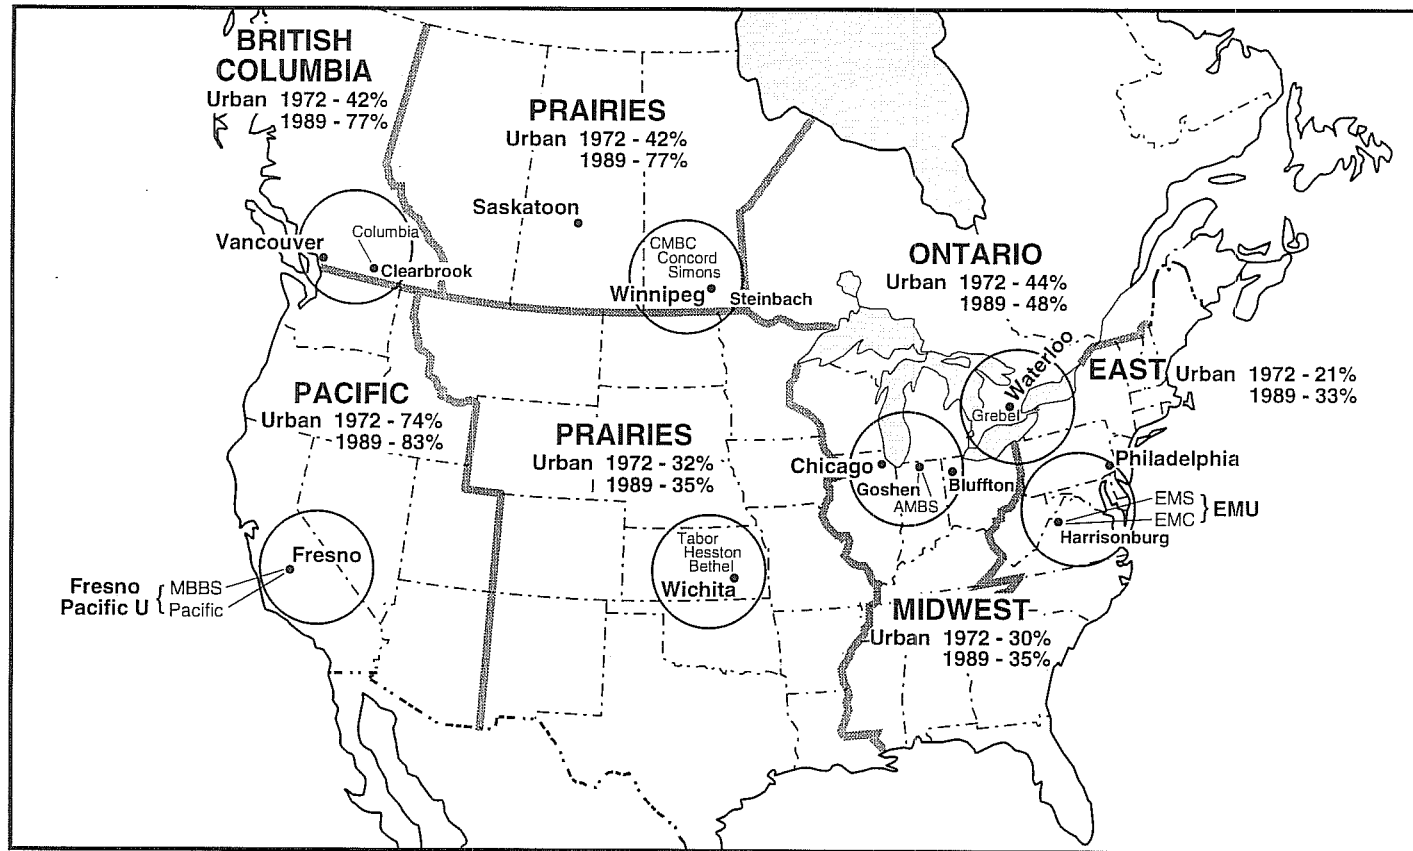 BRITISH
COLUMBIA
Urban 1972 - 42%
1989 - 77%
PRAIRIES
Urban 1972 - 42%
1989 - 77%
Saskatoon
Columbia
Vancouver
Clearbrook
CMBC
Concord
Simons
Winnipeg
Steinbach
ONTARIO
Urban 1972 - 44%
1989 - 48%
Waterloo
Grebel
EAST
Urban 1972 - 21%
1989 - 33%
PACIFIC
Urban 1972 - 74%
1989 - 83%
PRAIRIES
Urban 1972 - 32%
1989 - 35%
Chicago
Goshen
AMBS
Bluffton
Philadelphia
EMS
EMC
} EMU
Harrisonburg
Fresno
Fresno
Pacific U {
MBBS
Pacific
Tabor
Hesston
Bethel
Wichita
MIDWEST
Urban 1972 - 30%
1989 - 35%